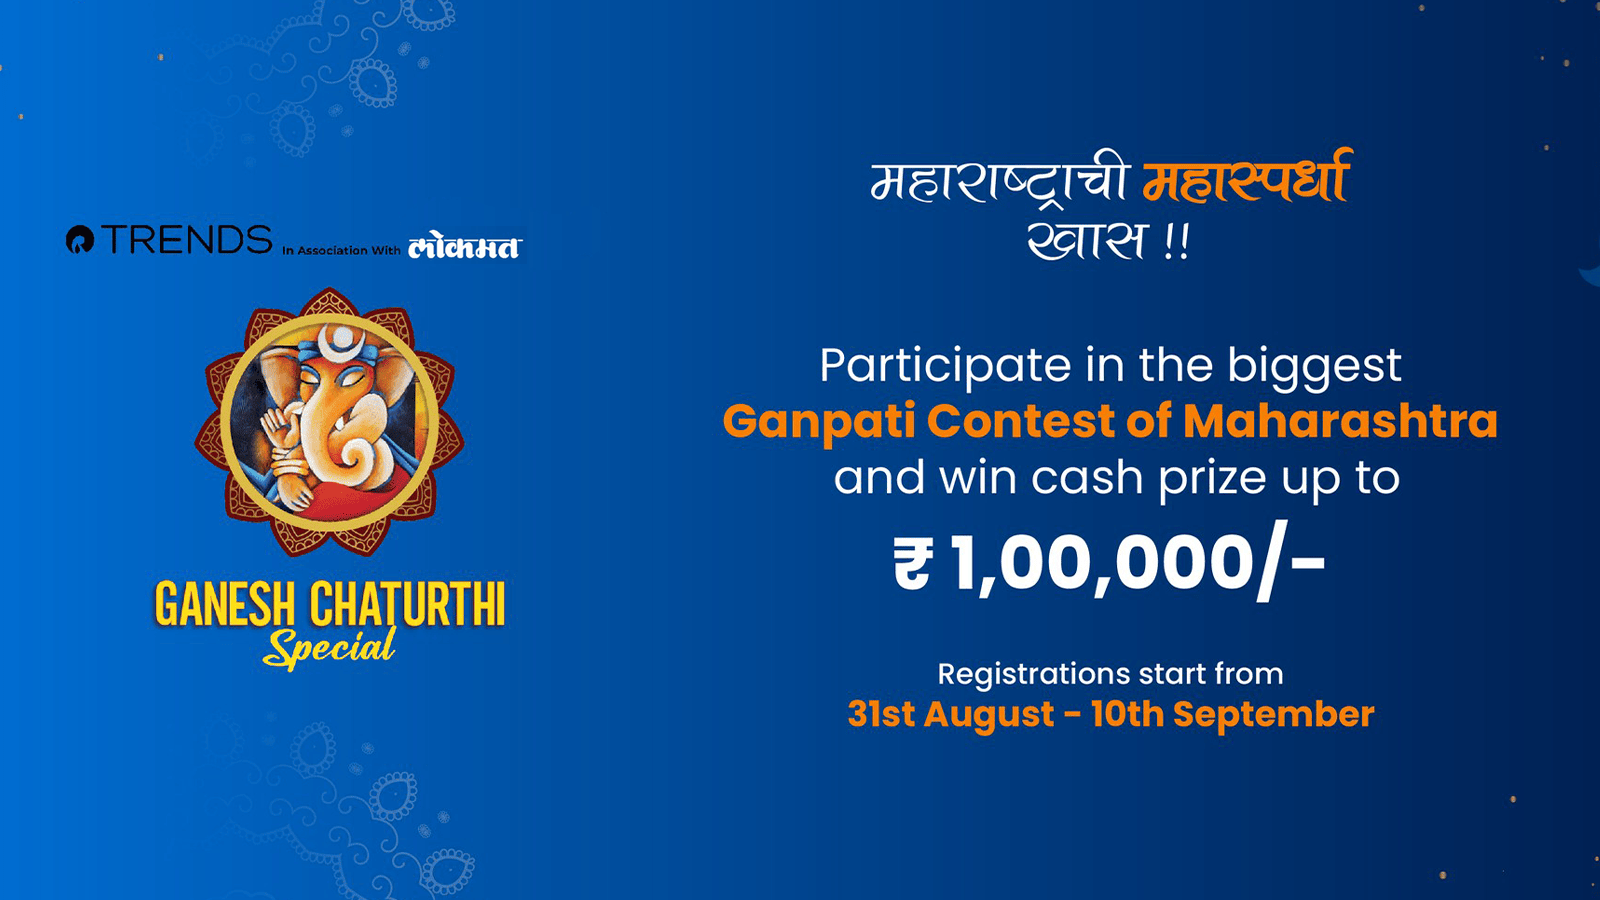 TRENDS In Association With लोकमत
GANESH CHATURTHI
Special
महाराष्ट्राची महास्पर्धा
खास !!
Participate in the biggest
Ganpati Contest of Maharashtra
and win cash prize up to
₹ 1,00,000/-
Registrations start from
31st August - 10th September